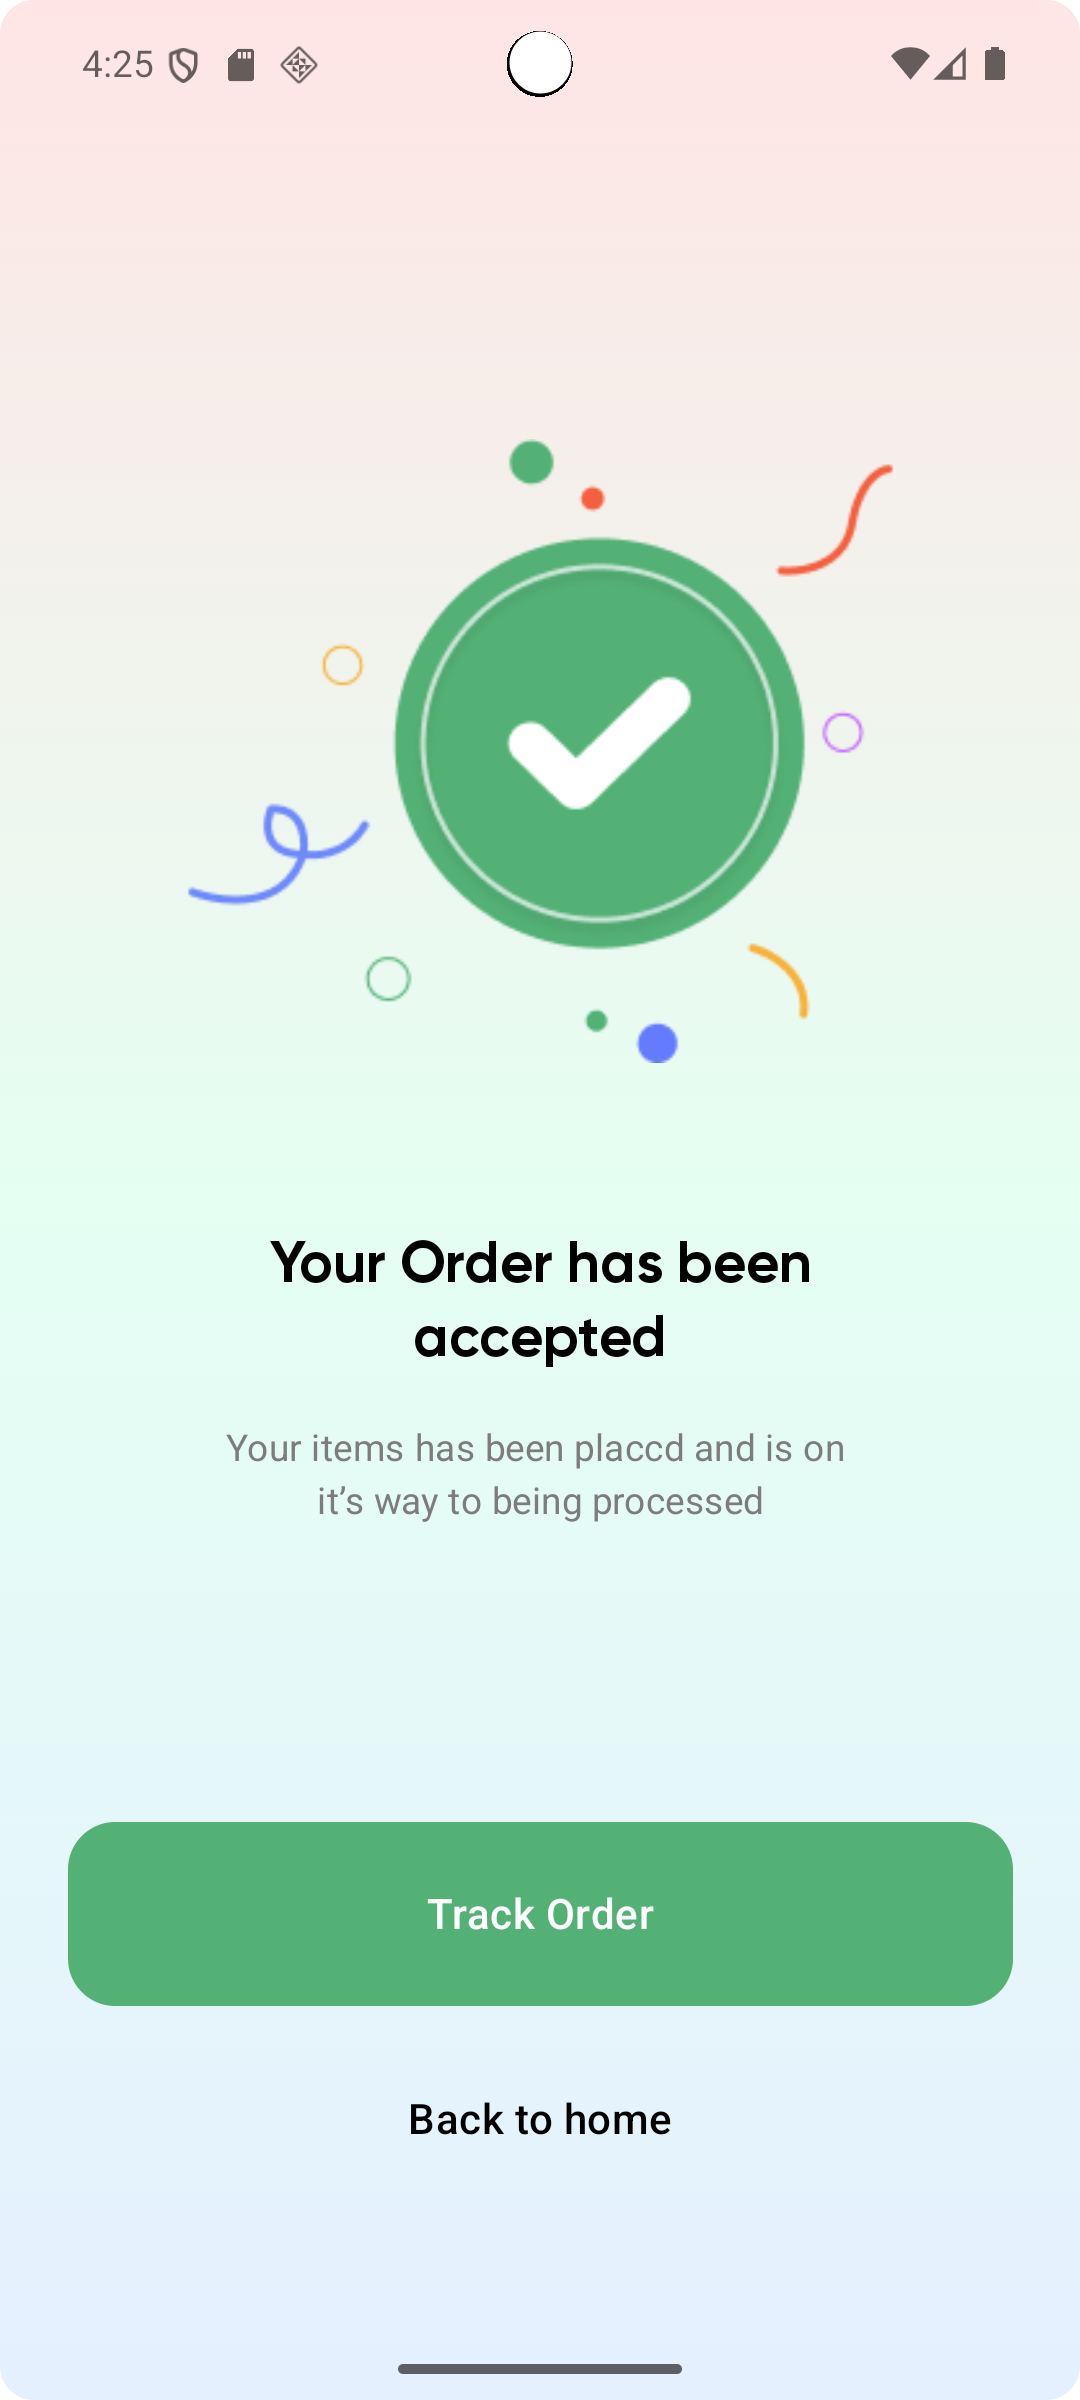 4:25
Your Order has been
accepted
Your items has been placcd and is on
it’s way to being processed
Track Order
Back to home